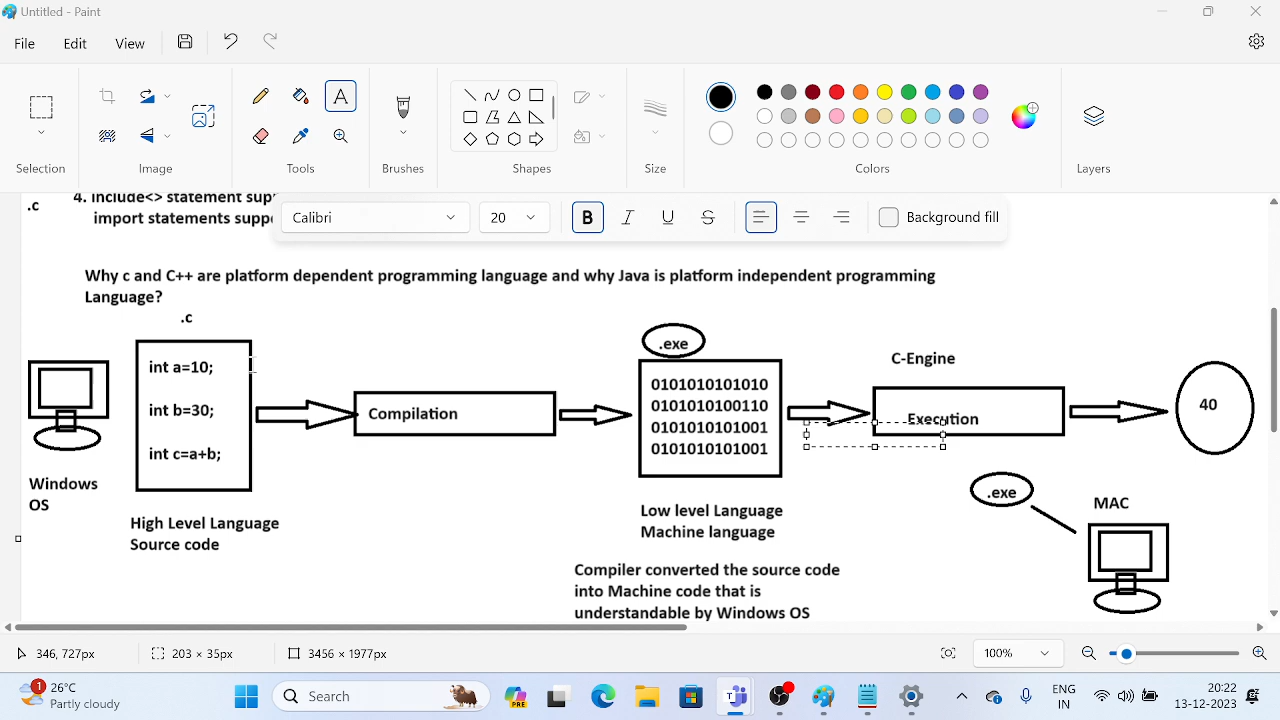 Untitled - Paint
File
Edit
View
Selection
Image
Tools
Brushes
Shapes
Size
Colors
Layers
A
Calibri
20
B
I
U
S
Background fill
.c
4. include<> statement
import statements
Why c and C++ are platform dependent programming language and why Java is platform independent programming
Language?
.c
int a=10;
int b=30;
int c=a+b;
Windows
OS
High Level Language
Source code
Compilation
.exe
0101010101010
0101010100110
0101010101001
0101010101001
Low level Language
Machine language
Compiler converted the source code
into Machine code that is
understandable by Windows OS
C-Engine
Execution
40
.exe
MAC
346, 727px
203 × 35px
3456 × 1977px
100%
1
26°C
Partly cloudy
Search
PRE
T
ENG
IN
20:22
13-12-2023